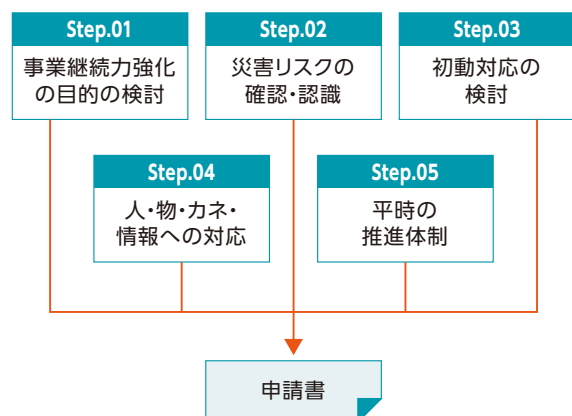 Step.01
事業継続力強化
の目的の検討
Step.02
災害リスクの
確認・認識
Step.03
初動対応の
検討
Step.04
人・物・カネ・
情報への対応
Step.05
平時の
推進体制
申請書